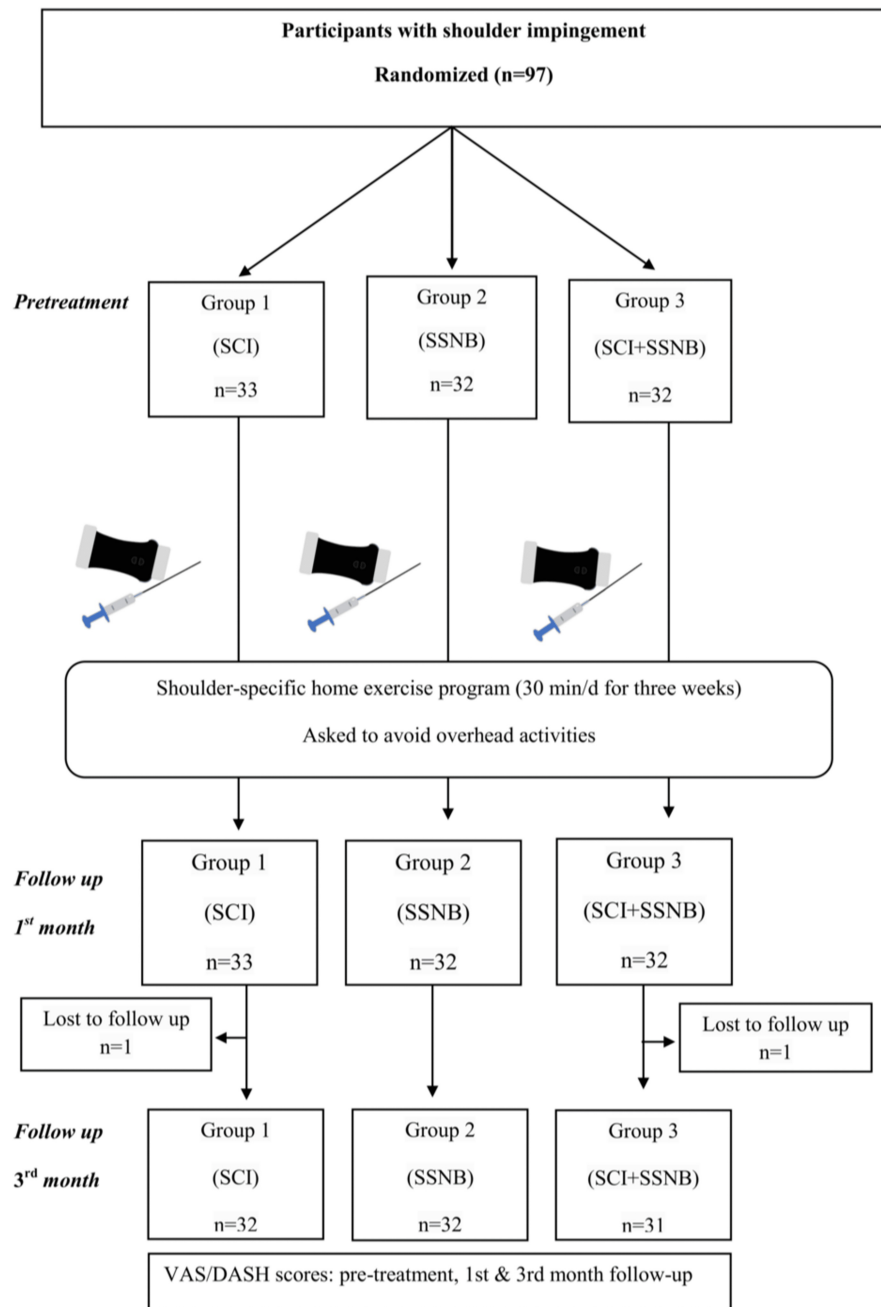 Participants with shoulder impingement
Randomized (n=97)
Pretreatment
Group 1
(SCI)
n=33
Group 2
(SSNB)
n=32
Group 3
(SCI+SSNB)
n=32
Shoulder-specific home exercise program (30 min/d for three weeks)
Asked to avoid overhead activities
Follow up
1st month
Group 1
(SCI)
n=33
Group 2
(SSNB)
n=32
Group 3
(SCI+SSNB)
n=32
Lost to follow up
n=1
Lost to follow up
n=1
Follow up
3rd month
Group 1
(SCI)
n=32
Group 2
(SSNB)
n=32
Group 3
(SCI+SSNB)
n=31
VAS/DASH scores: pre-treatment, 1st & 3rd month follow-up